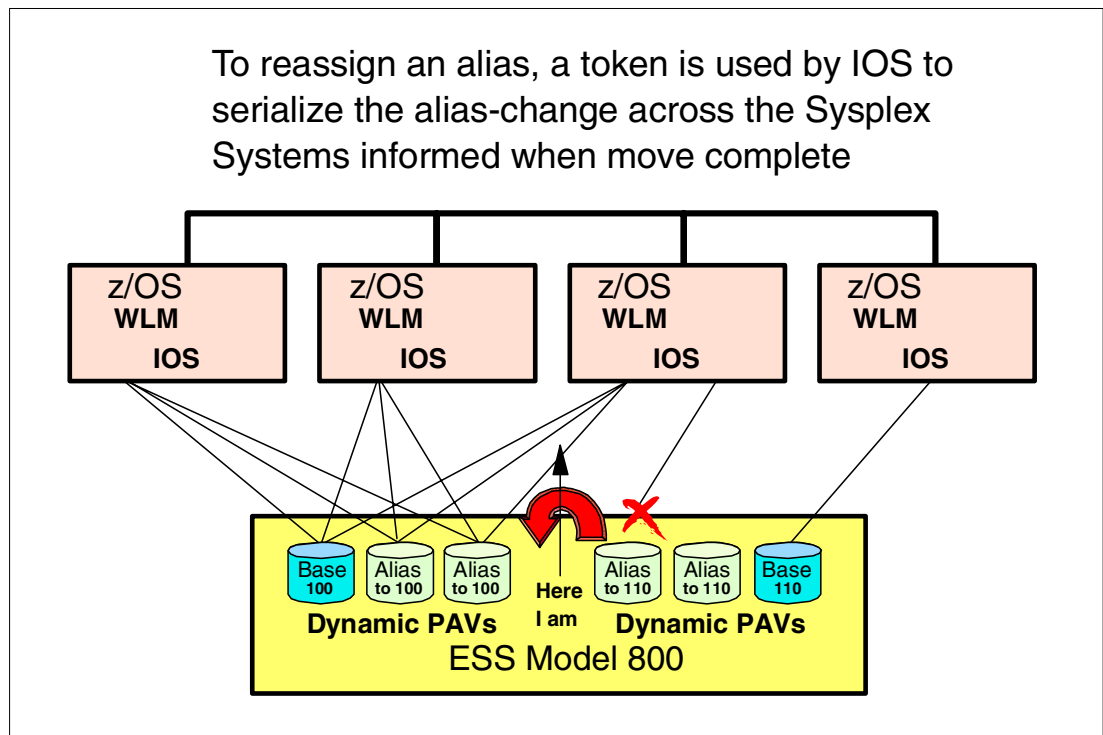 To reassign an alias, a token is used by IOS to
serialize the alias-change across the Sysplex
Systems informed when move complete
z/OS
WLM
IOS
z/OS
WLM
IOS
z/OS
WLM
IOS
z/OS
WLM
IOS
Base
100
Alias
to 100
Alias
to 100
Here
I am
Alias
to 110
Alias
to 110
Base
110
Dynamic PAVs
Dynamic PAVs
ESS Model 800